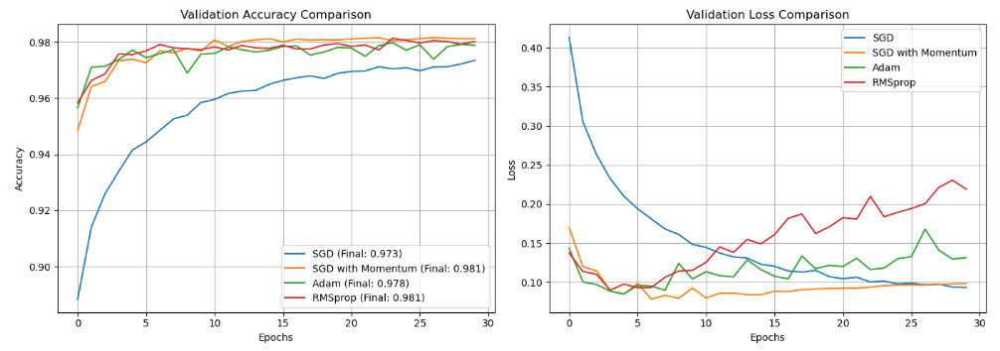 Validation Accuracy Comparison
Accuracy
0.98
0.96
0.94
0.92
0.90
SGD (Final: 0.973)
SGD with Momentum (Final: 0.981)
Adam (Final: 0.978)
RMSprop (Final: 0.981)
0 5 10 15 20 25 30
Epochs
Validation Loss Comparison
Loss
0.40
0.35
0.30
0.25
0.20
0.15
0.10
SGD
SGD with Momentum
Adam
RMSprop
0 5 10 15 20 25 30
Epochs